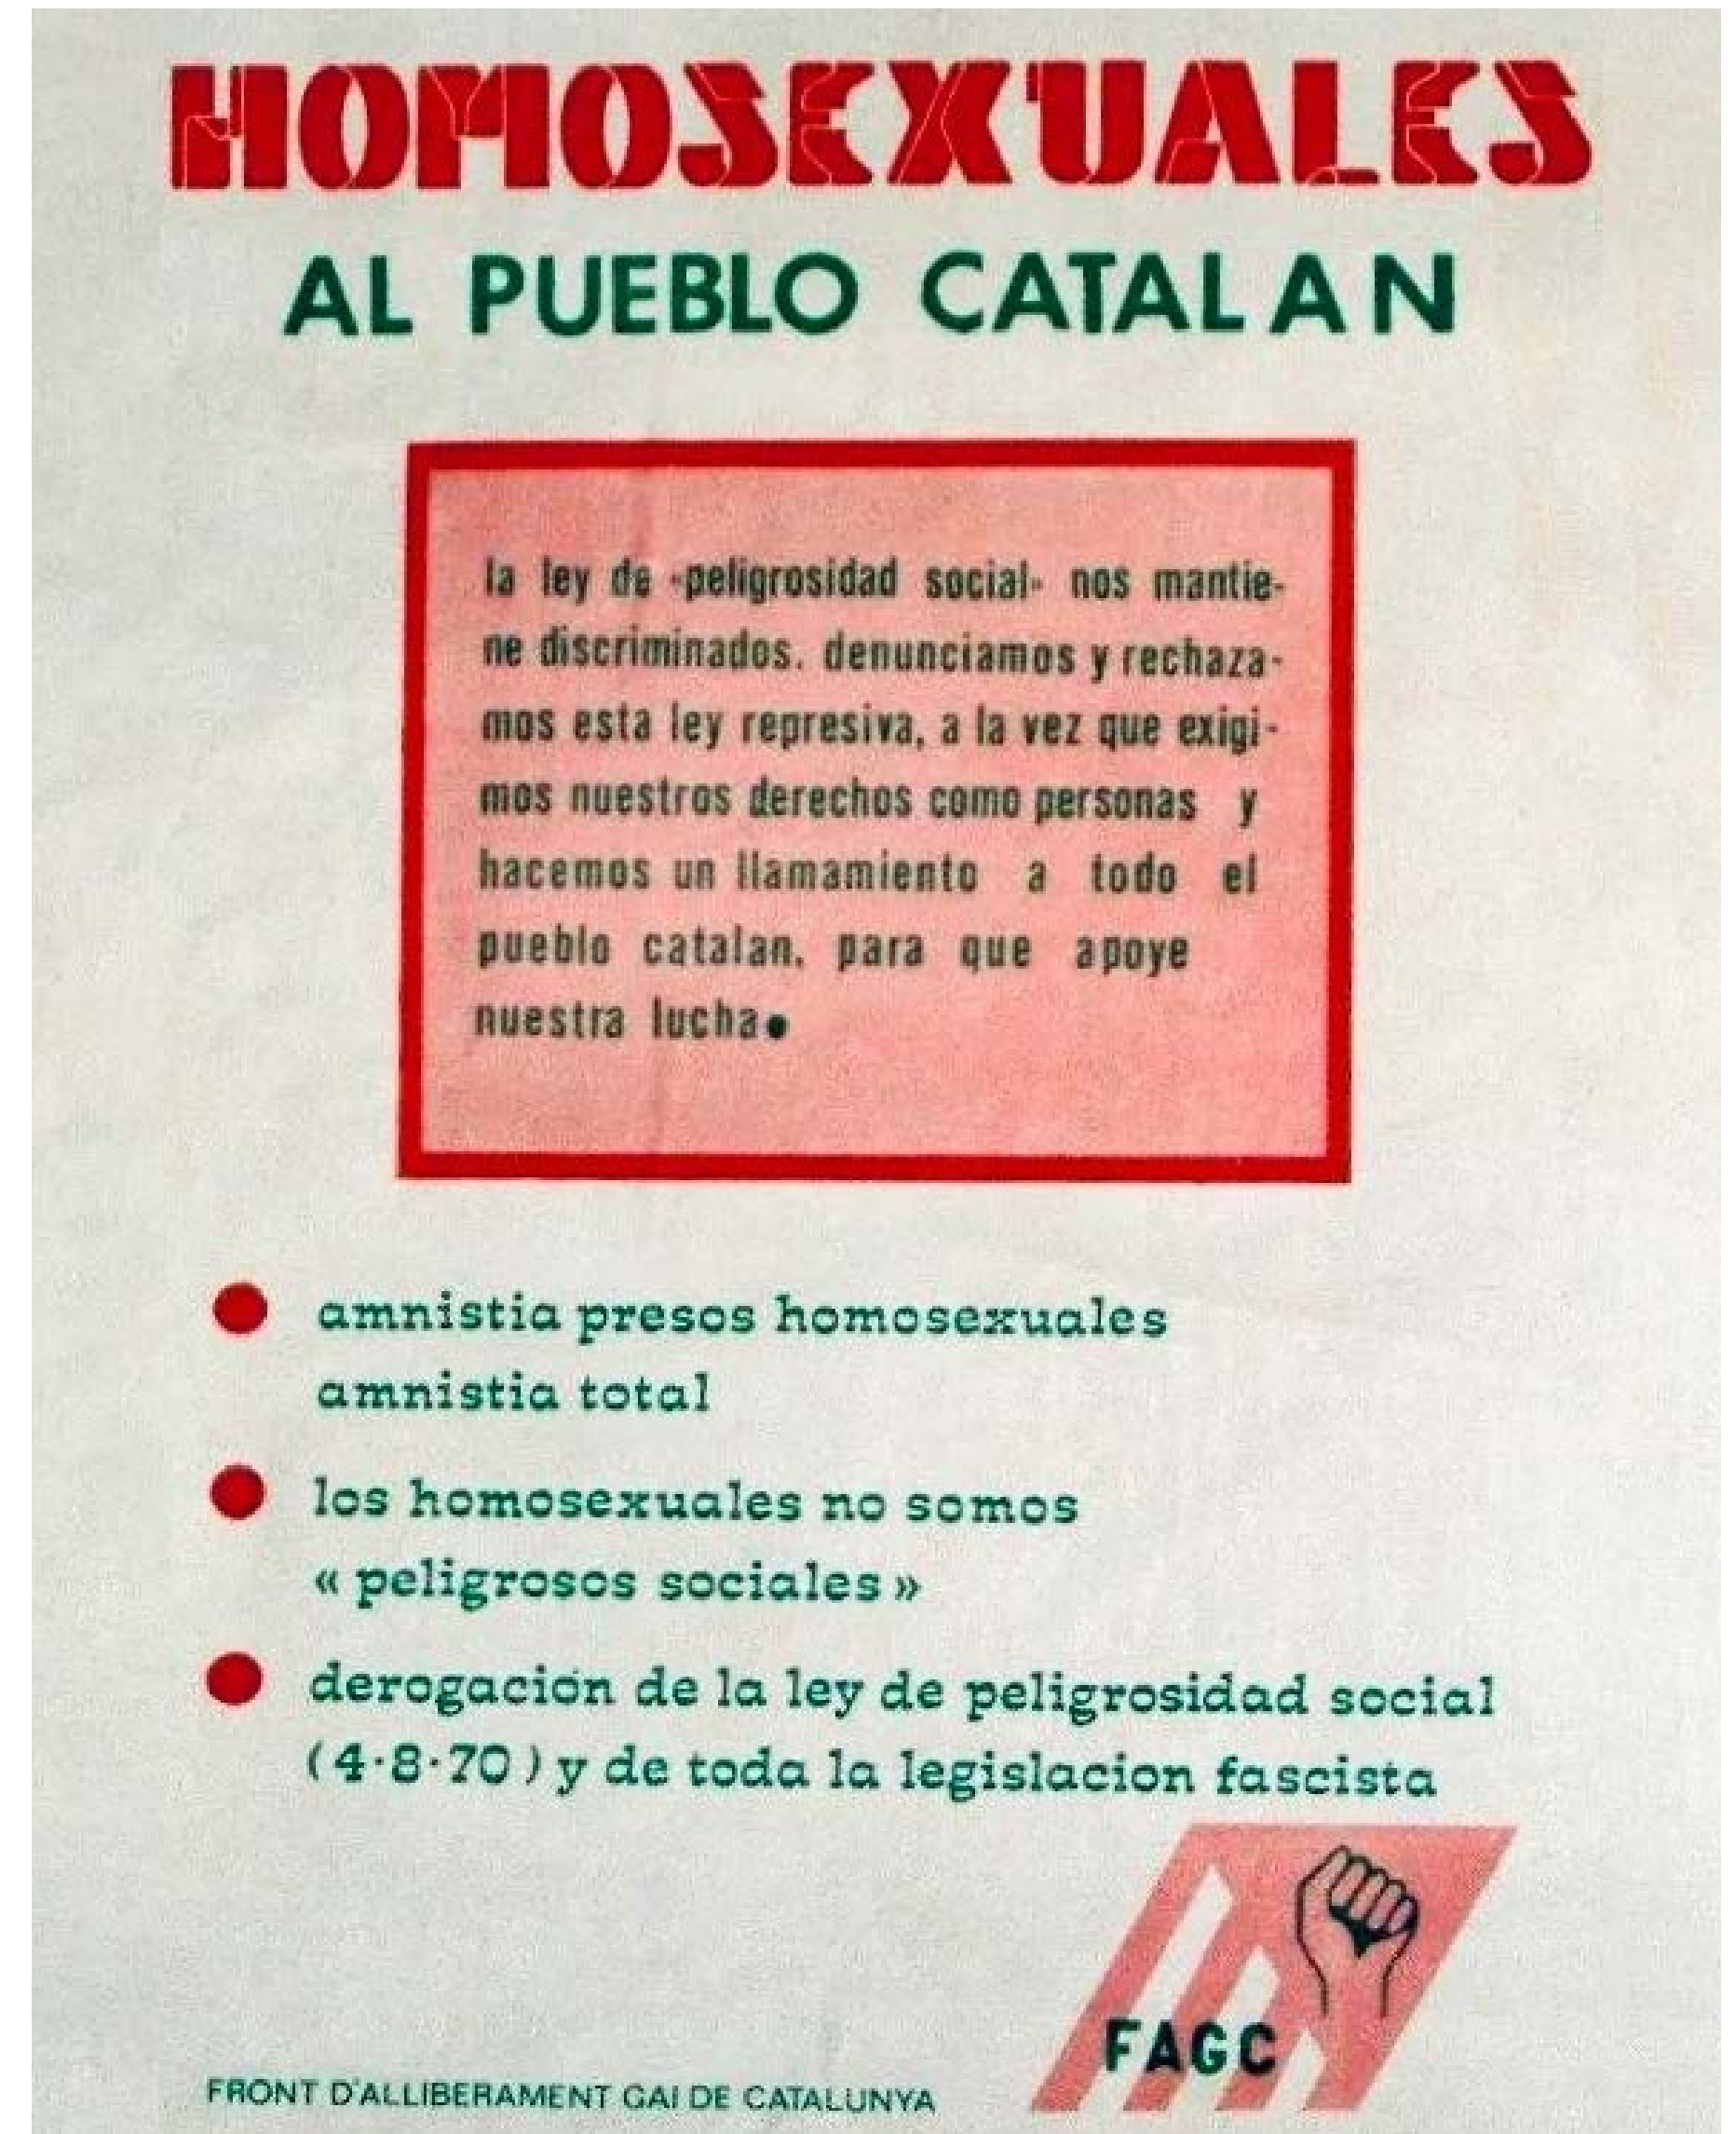 HOMOSEXUALES
AL PUEBLO CATALAN
la ley de «peligrosidad social» nos mantie-
ne discriminados. denunciamos y rechaza-
mos esta ley represiva, a la vez que exigi-
mos nuestros derechos como personas y
hacemos un llamamiento a todo el
pueblo catalan, para que apoye
nuestra lucha●
● amnistia presos homosexuales
amnistia total
● los homosexuales no somos
« peligrosos sociales »
● derogación de la ley de peligrosidad social
(4·8·70) y de toda la legislacion fascista
FAGC
FRONT D'ALLIBERAMENT GAI DE CATALUNYA